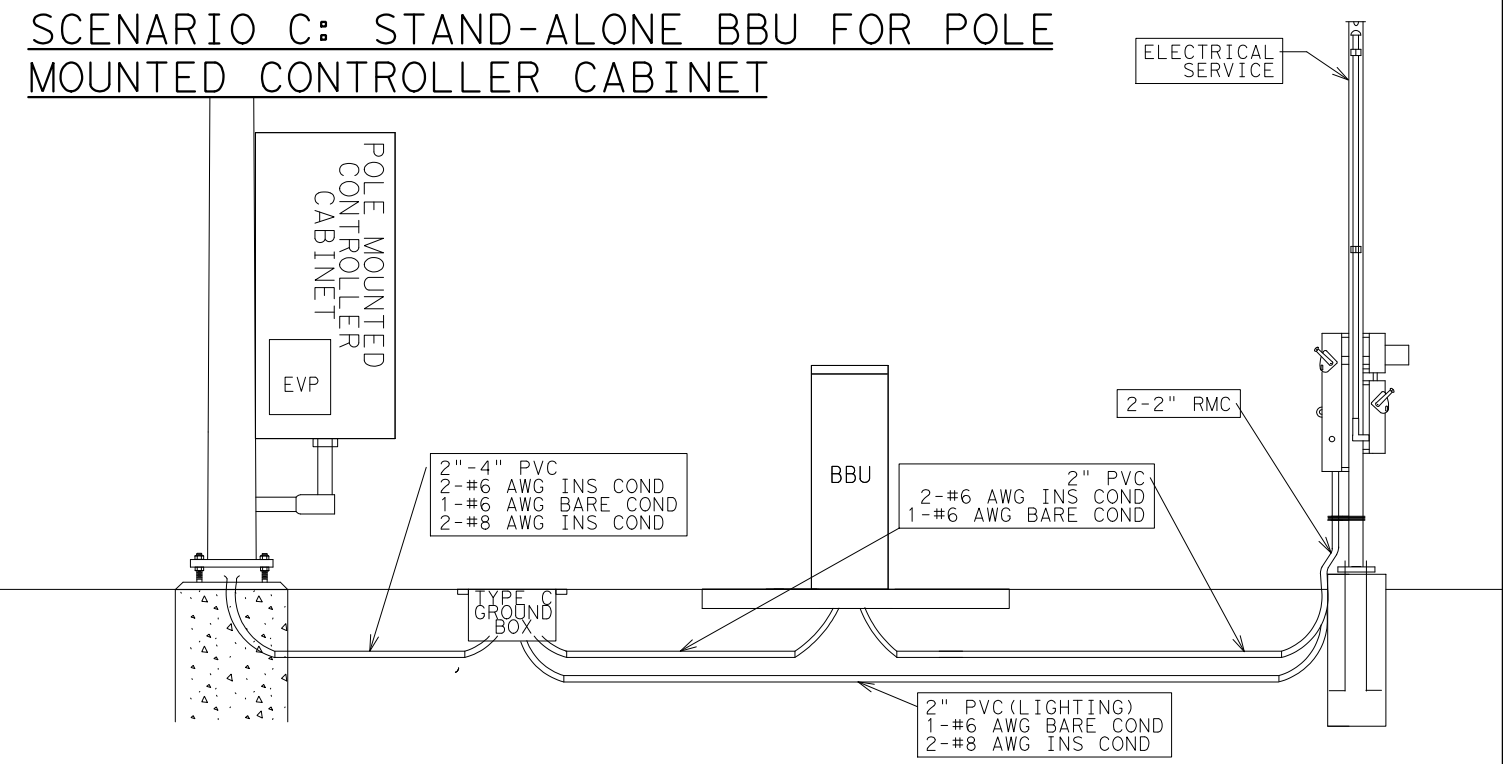 SCENARIO C: STAND-ALONE BBU FOR POLE
MOUNTED CONTROLLER CABINET
ELECTRICAL
SERVICE
POLE MOUNTED
CONTROLLER
CABINET
EVP
2-2" RMC
2"-4" PVC
2-#6 AWG INS COND
1-#6 AWG BARE COND
2-#8 AWG INS COND
BBU
2" PVC
2-#6 AWG INS COND
1-#6 AWG BARE COND
TYPE C
GROUND
BOX
2" PVC(LIGHTING)
1-#6 AWG BARE COND
2-#8 AWG INS COND